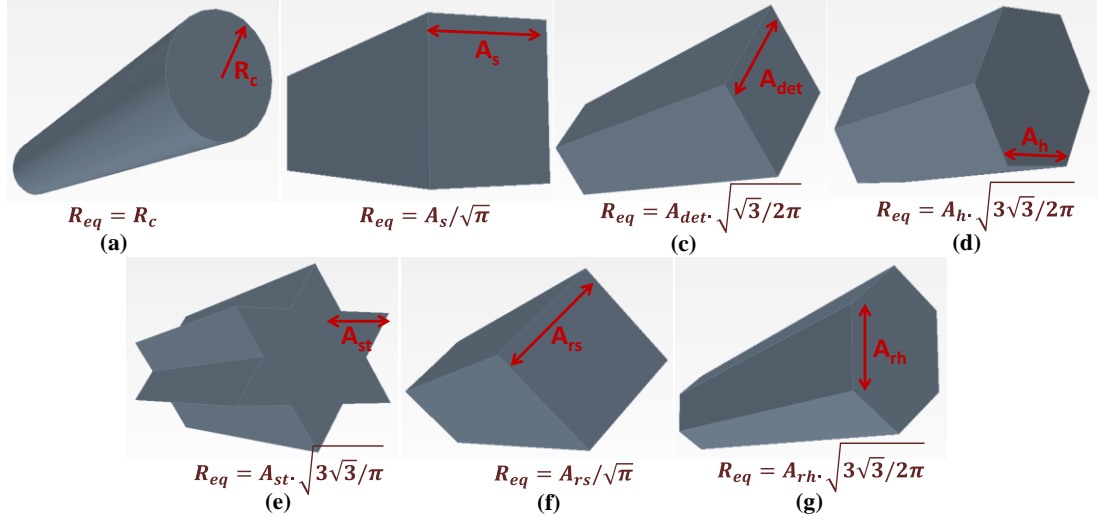 R_c
A_s
A_det
A_h
R_eq = R_c
R_eq = A_s/√π
R_eq = A_det.√(√3/2π)
R_eq = A_h.√(3√3/2π)
(a)
(c)
(d)
A_st
A_rs
A_rh
R_eq = A_st.√(3√3/π)
R_eq = A_rs/√π
R_eq = A_rh.√(3√3/2π)
(e)
(f)
(g)